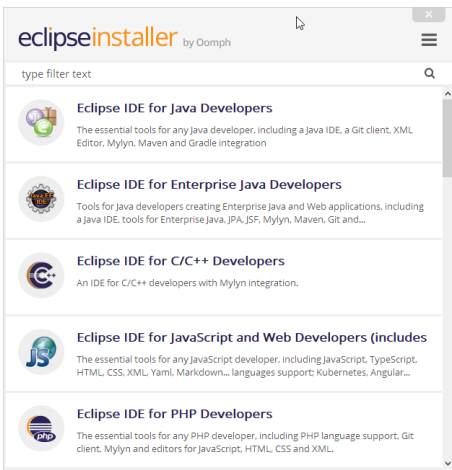 eclipseinstaller by Oomph
type filter text
Eclipse IDE for Java Developers
The essential tools for any Java developer, including a Java IDE, a Git client, XML
Editor, Mylyn, Maven and Gradle integration
JAVA EE
IDE
Eclipse IDE for Enterprise Java Developers
Tools for Java developers creating Enterprise Java and Web applications, including
a Java IDE, tools for Enterprise Java, JPA, JSF, Mylyn, Maven, Git and...
C++
Eclipse IDE for C/C++ Developers
An IDE for C/C++ developers with Mylyn integration.
JS
Eclipse IDE for JavaScript and Web Developers (includes
The essential tools for any JavaScript developer, including JavaScript, TypeScript,
HTML, CSS, XML, Yaml, Markdown... languages support; Kubernetes, Angular...
php
Eclipse IDE for PHP Developers
The essential tools for any PHP developer, including PHP language support, Git
client, Mylyn and editors for JavaScript, HTML, CSS and XML.